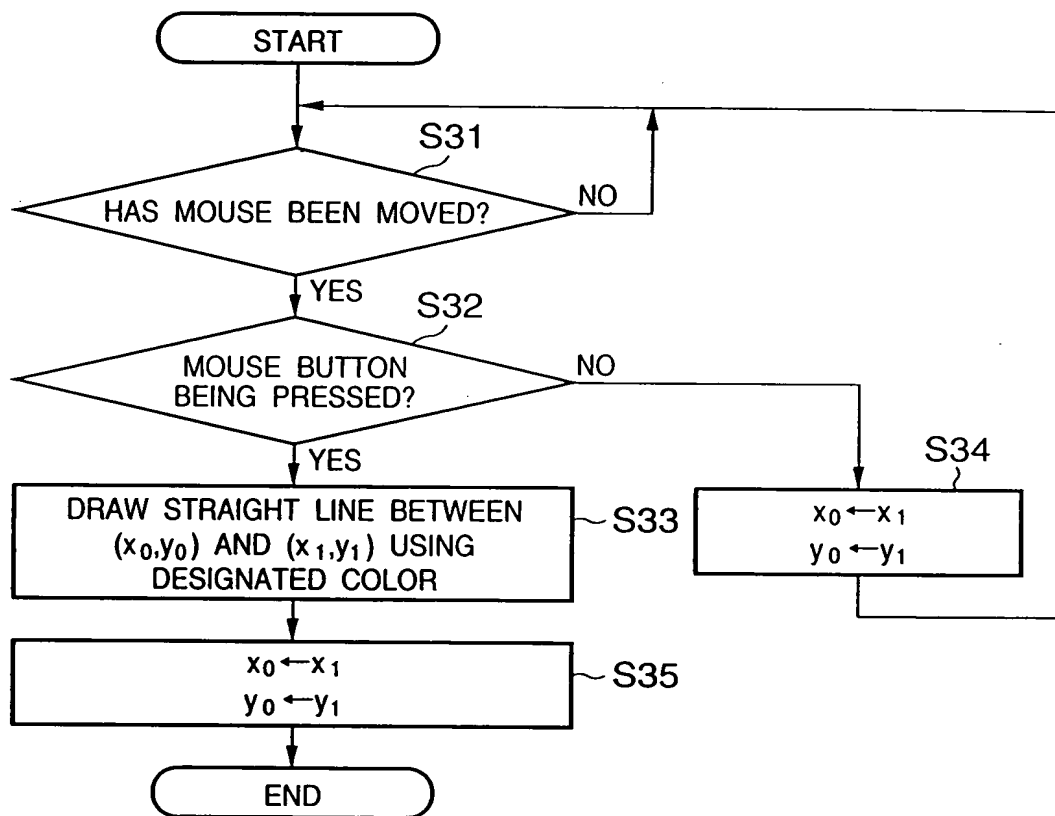 START
S31
HAS MOUSE BEEN MOVED?
NO
YES
S32
MOUSE BUTTON
BEING PRESSED?
NO
YES
S34
x₀←x₁
y₀←y₁
DRAW STRAIGHT LINE BETWEEN
(x₀,y₀) AND (x₁,y₁) USING
DESIGNATED COLOR
S33
x₀←x₁
y₀←y₁
S35
END